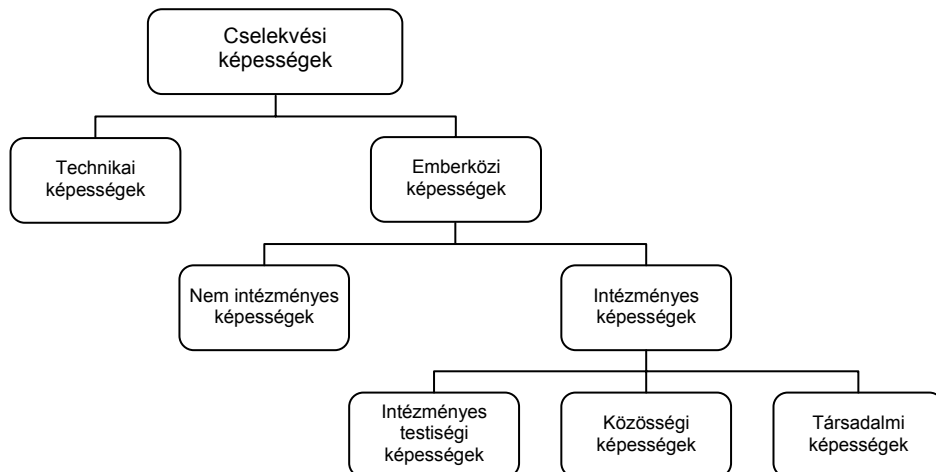 Cselekvési
képességek
Technikai
képességek
Emberközi
képességek
Nem intézményes
képességek
Intézményes
képességek
Intézményes
testiségi
képességek
Közösségi
képességek
Társadalmi
képességek